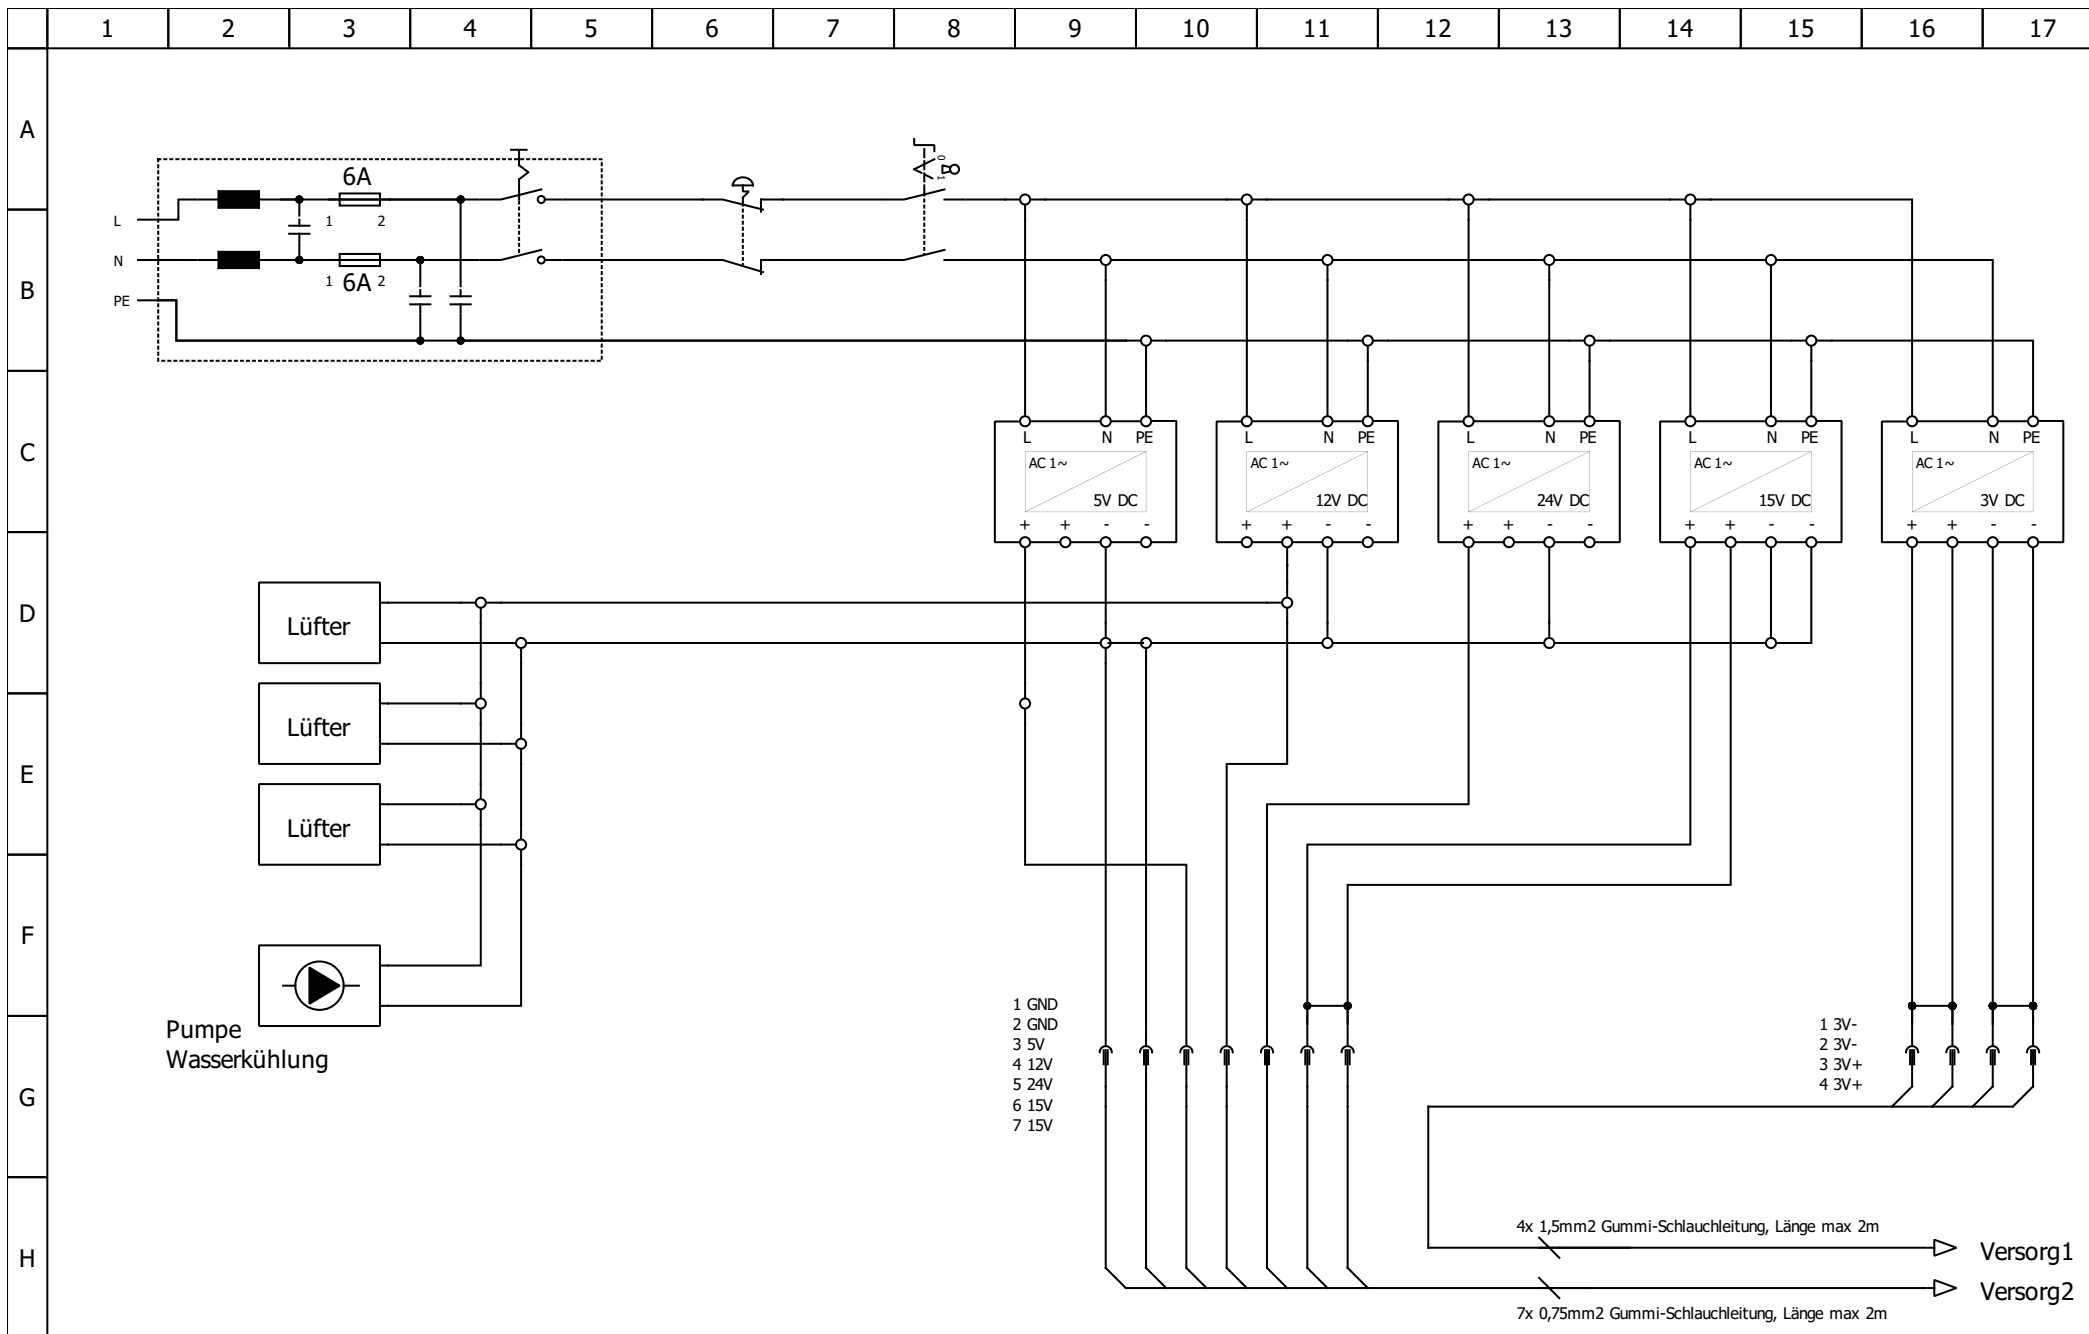 1 2 3 4 5 6 7 8 9 10 11 12 13 14 15 16 17
A
0
1
6A
L
1 2
N
B
1 6A 2
PE
C
L N PE L N PE L N PE L N PE L N PE
AC 1~ AC 1~ AC 1~ AC 1~ AC 1~
5V DC 12V DC 24V DC 15V DC 3V DC
+ + - - + + - - + + - - + + - - + + - -
D
Lüfter
Lüfter
E
Lüfter
F
Pumpe
Wasserkühlung
1 GND
2 GND
3 5V
4 12V
5 24V
6 15V
7 15V
1 3V-
2 3V-
3 3V+
4 3V+
G
4x 1,5mm2 Gummi-Schlauchleitung, Länge max 2m
H
Versorg1
Versorg2
7x 0,75mm2 Gummi-Schlauchleitung, Länge max 2m